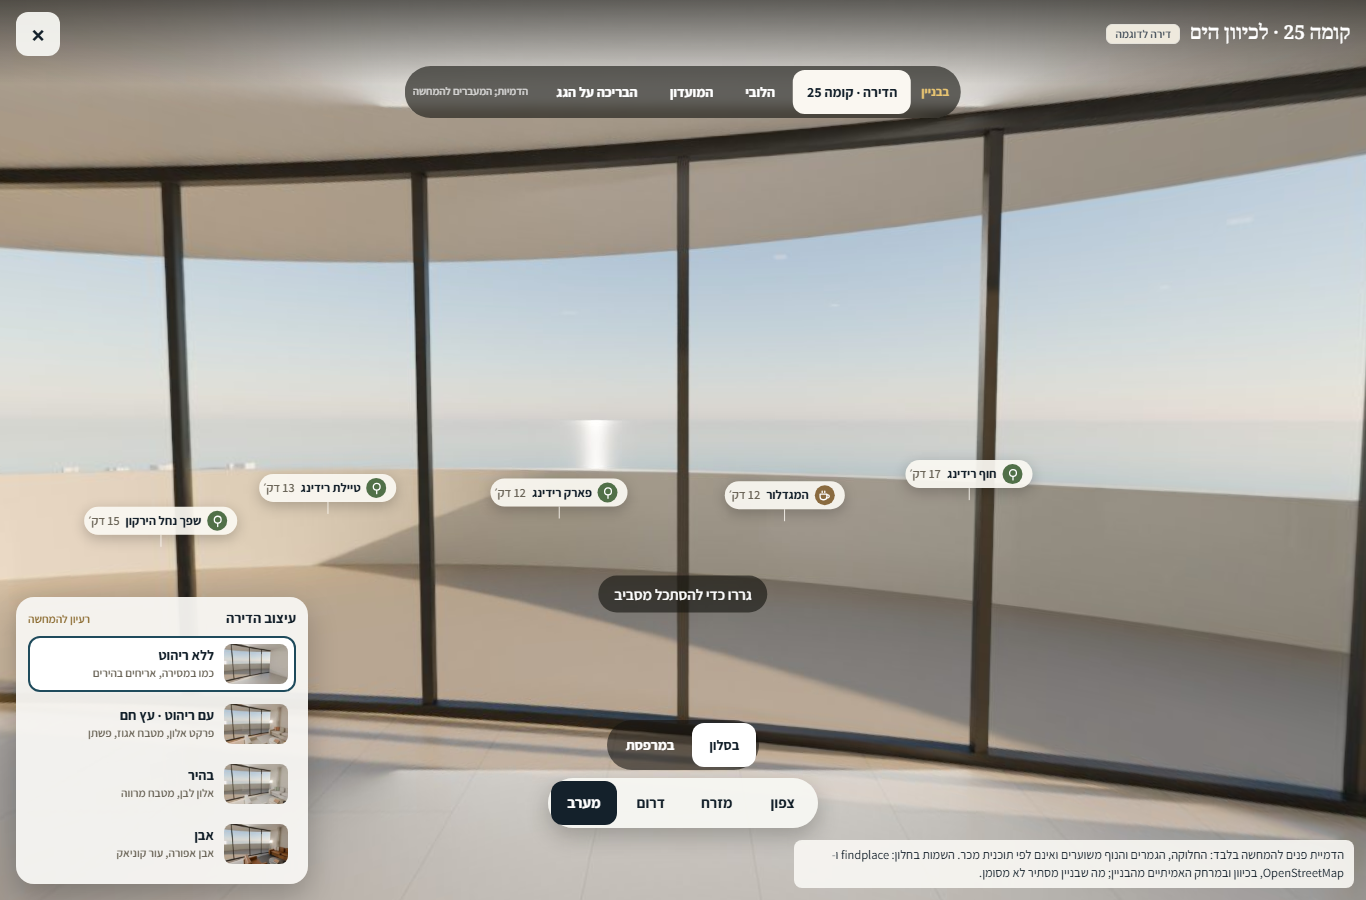 קומה 25 · לכיוון הים
דירה לדוגמה
×
בבניין
הדירה · קומה 25
הלובי
המועדון
הבריכה על הגג
הדמיות; המעברים להמחשה
חוף רידינג 17 דק׳
המגדלור 12 דק׳
פארק רידינג 12 דק׳
טיילת רידינג 13 דק׳
שפך נחל הירקון 15 דק׳
גררו כדי להסתכל מסביב
עיצוב הדירה
רעיון להמחשה
ללא ריהוט
כמו במסירה, אריחים בהירים
עם ריהוט · עץ חם
פרקט אלון, מטבח אגוז, פשתן
בהיר
אלון לבן, מטבח מרווה
אבן
אבן אפורה, עור קוניאק
בסלון
במרפסת
צפון
מזרח
דרום
מערב
הדמיית פנים להמחשה בלבד: החלוקה, הגמרים והנוף משוערים ואינם לפי תוכנית מכר. השמות בחלון: findplace ו-
OpenStreetMap, בכיוון ובמרחק האמיתיים מהבניין; מה שבניין מסתיר לא מסומן.